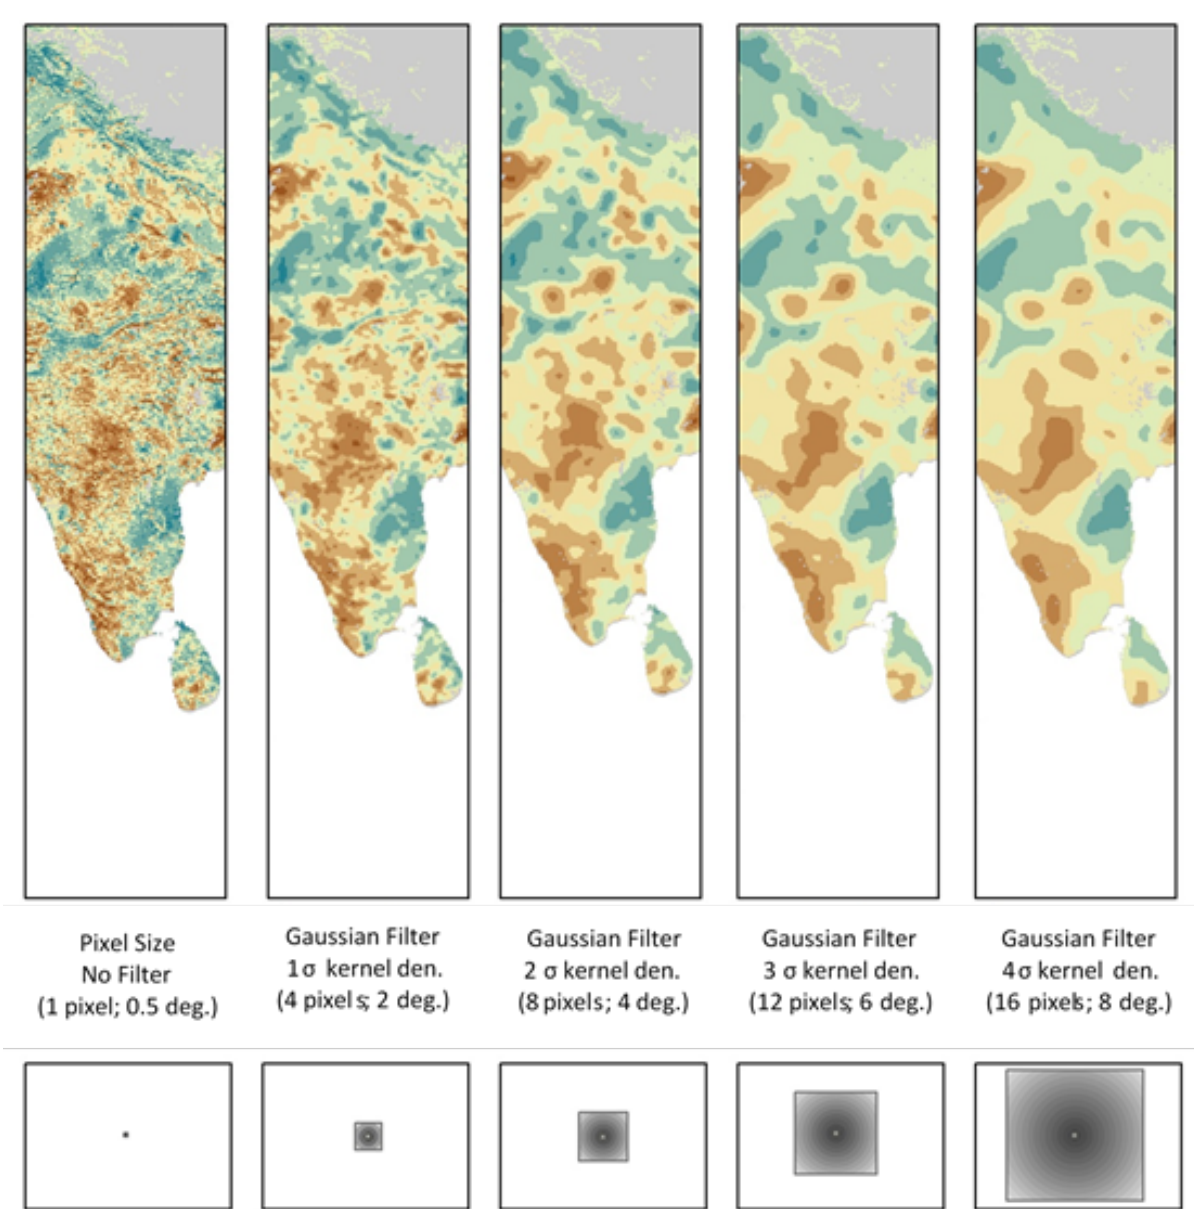 Pixel Size
No Filter
(1 pixel; 0.5 deg.)
Gaussian Filter
1σ kernel den.
(4 pixels; 2 deg.)
Gaussian Filter
2 σ kernel den.
(8 pixels; 4 deg.)
Gaussian Filter
3 σ kernel den.
(12 pixels; 6 deg.)
Gaussian Filter
4σ kernel den.
(16 pixels; 8 deg.)